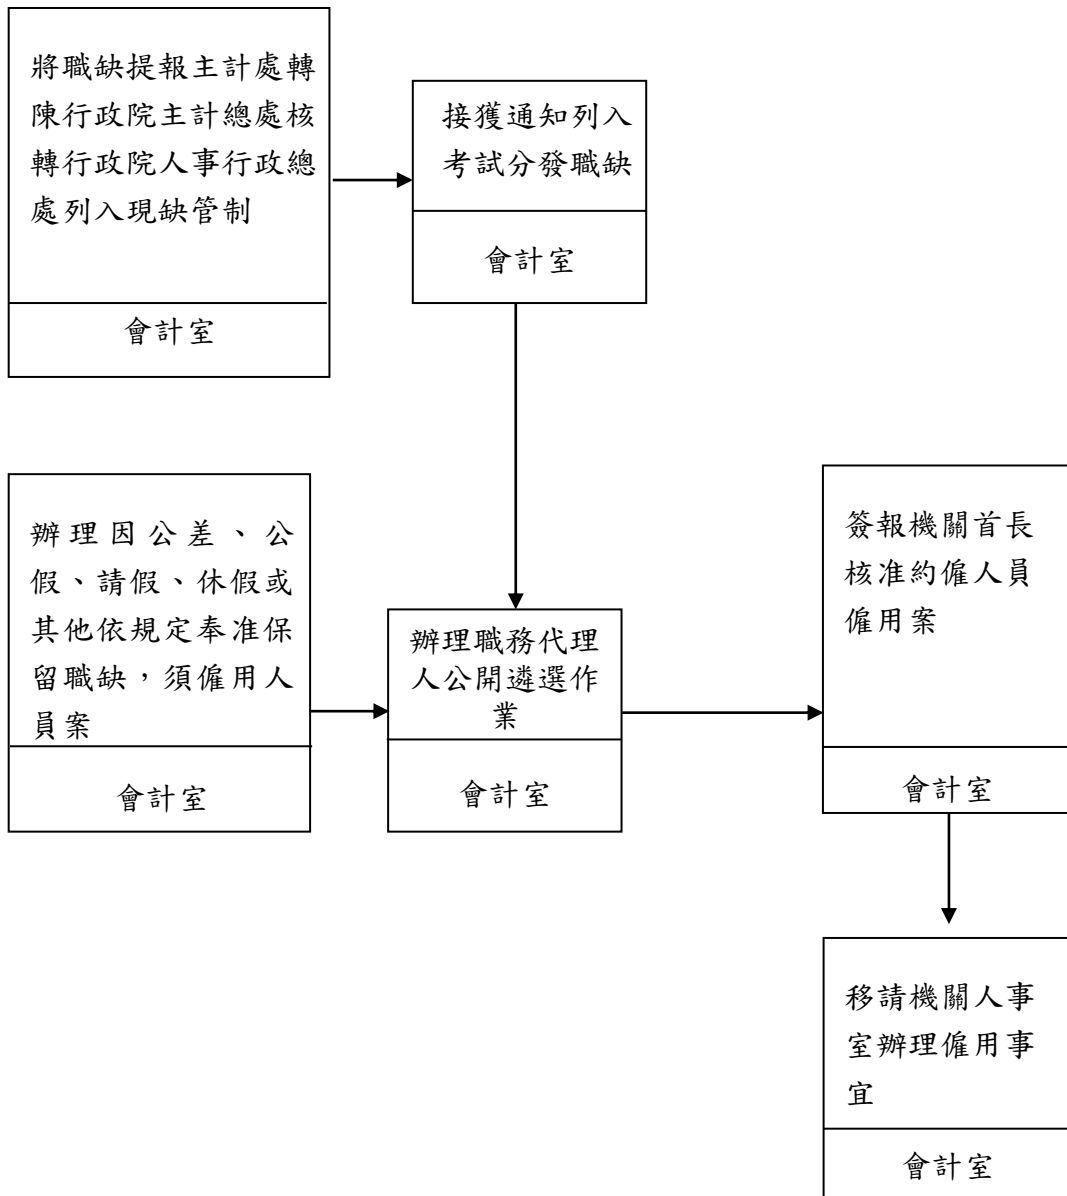 將職缺提報主計處轉
陳行政院主計總處核
轉行政院人事行政總
處列入現缺管制
會計室
接獲通知列入
考試分發職缺
會計室
辦理因公差、公
假、請假、休假或
其他依規定奉准保
留職缺，須僱用人
員案
會計室
辦理職務代理
人公開遴選作
業
會計室
簽報機關首長
核准約僱人員
僱用案
會計室
移請機關人事
室辦理僱用事
宜
會計室